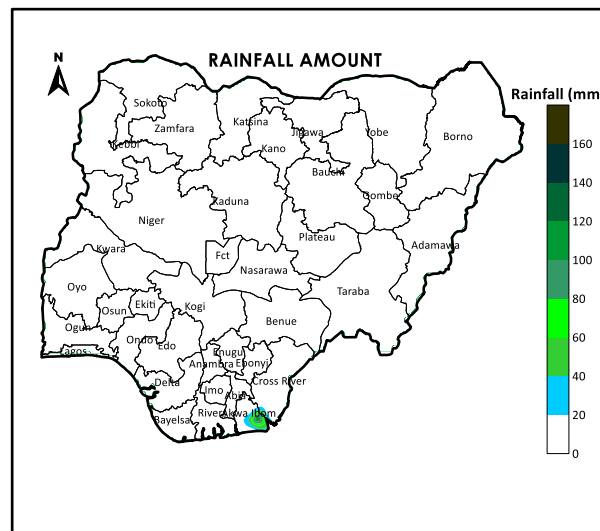 N
RAINFALL AMOUNT
Rainfall (mm
Sokoto
Zamfara
Katsina
Kano
Jigawa
Yobe
Borno
Kebbi
Bauchi
Gombe
Kaduna
Niger
Plateau
Adamawa
Kwara
Fct
Nasarawa
Taraba
Oyo
Osun
Ekiti
Kogi
Benue
Ogun
Lagos
Ondo
Edo
Enugu
Anambra
Ebonyi
Cross River
Delta
Imo
Abia
Bayelsa
River
Akwa Ibom
160
140
120
100
80
60
40
20
0